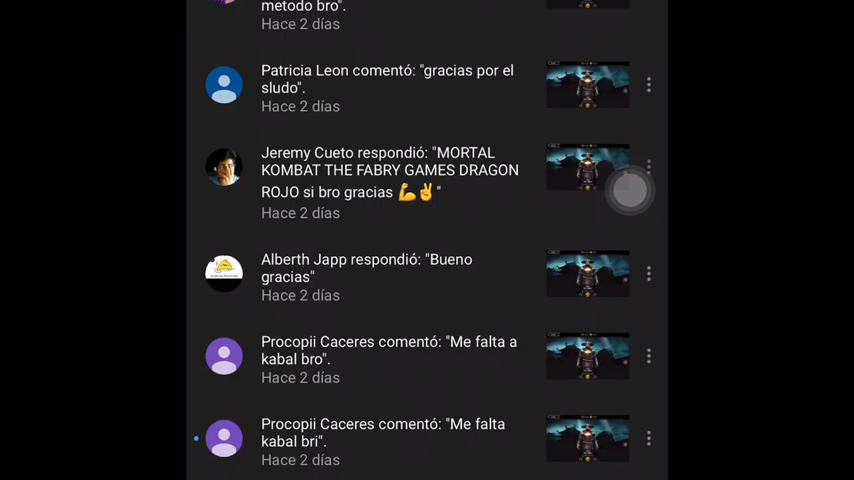 metodo bro".
Hace 2 días
Patricia Leon comentó: "gracias por el
sludo".
Hace 2 días
Jeremy Cueto respondió: "MORTAL
KOMBAT THE FABRY GAMES DRAGON
ROJO si bro gracias 💪✌"
Hace 2 días
Alberth Japp respondió: "Bueno
gracias"
Hace 2 días
Procopii Caceres comentó: "Me falta a
kabal bro".
Hace 2 días
Procopii Caceres comentó: "Me falta
kabal bri".
Hace 2 días